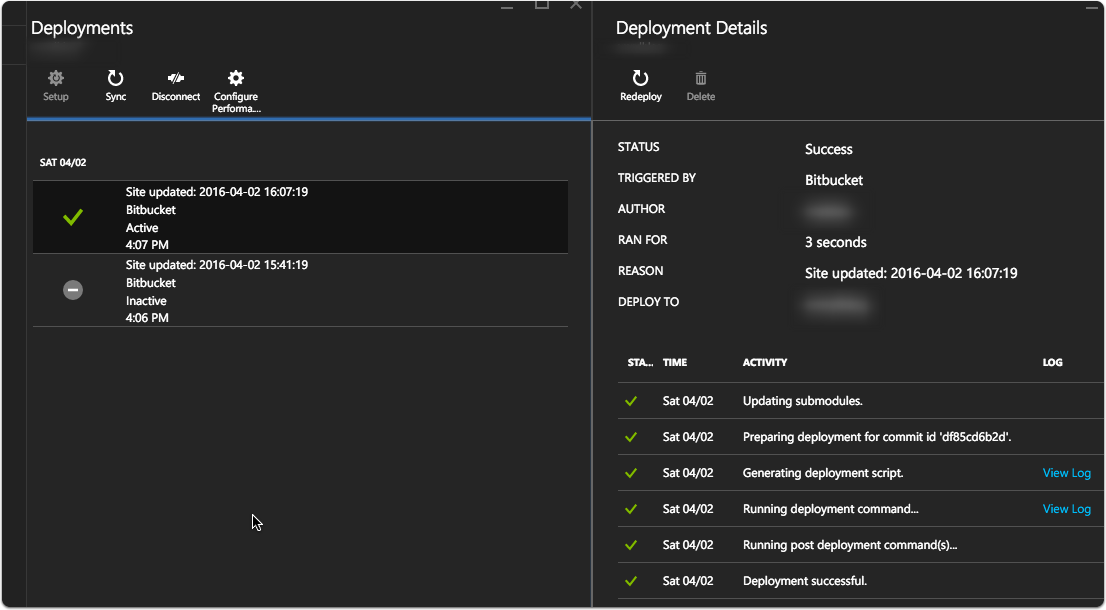 Deployments
Setup
Sync
Disconnect
Configure
Performa...
SAT 04/02
Site updated: 2016-04-02 16:07:19
Bitbucket
Active
4:07 PM
Site updated: 2016-04-02 15:41:19
Bitbucket
Inactive
4:06 PM
Deployment Details
Redeploy
Delete
STATUS Success
TRIGGERED BY Bitbucket
AUTHOR
RAN FOR 3 seconds
REASON Site updated: 2016-04-02 16:07:19
DEPLOY TO
STA... TIME ACTIVITY LOG
Sat 04/02 Updating submodules.
Sat 04/02 Preparing deployment for commit id 'df85cd6b2d'.
Sat 04/02 Generating deployment script. View Log
Sat 04/02 Running deployment command... View Log
Sat 04/02 Running post deployment command(s)...
Sat 04/02 Deployment successful.